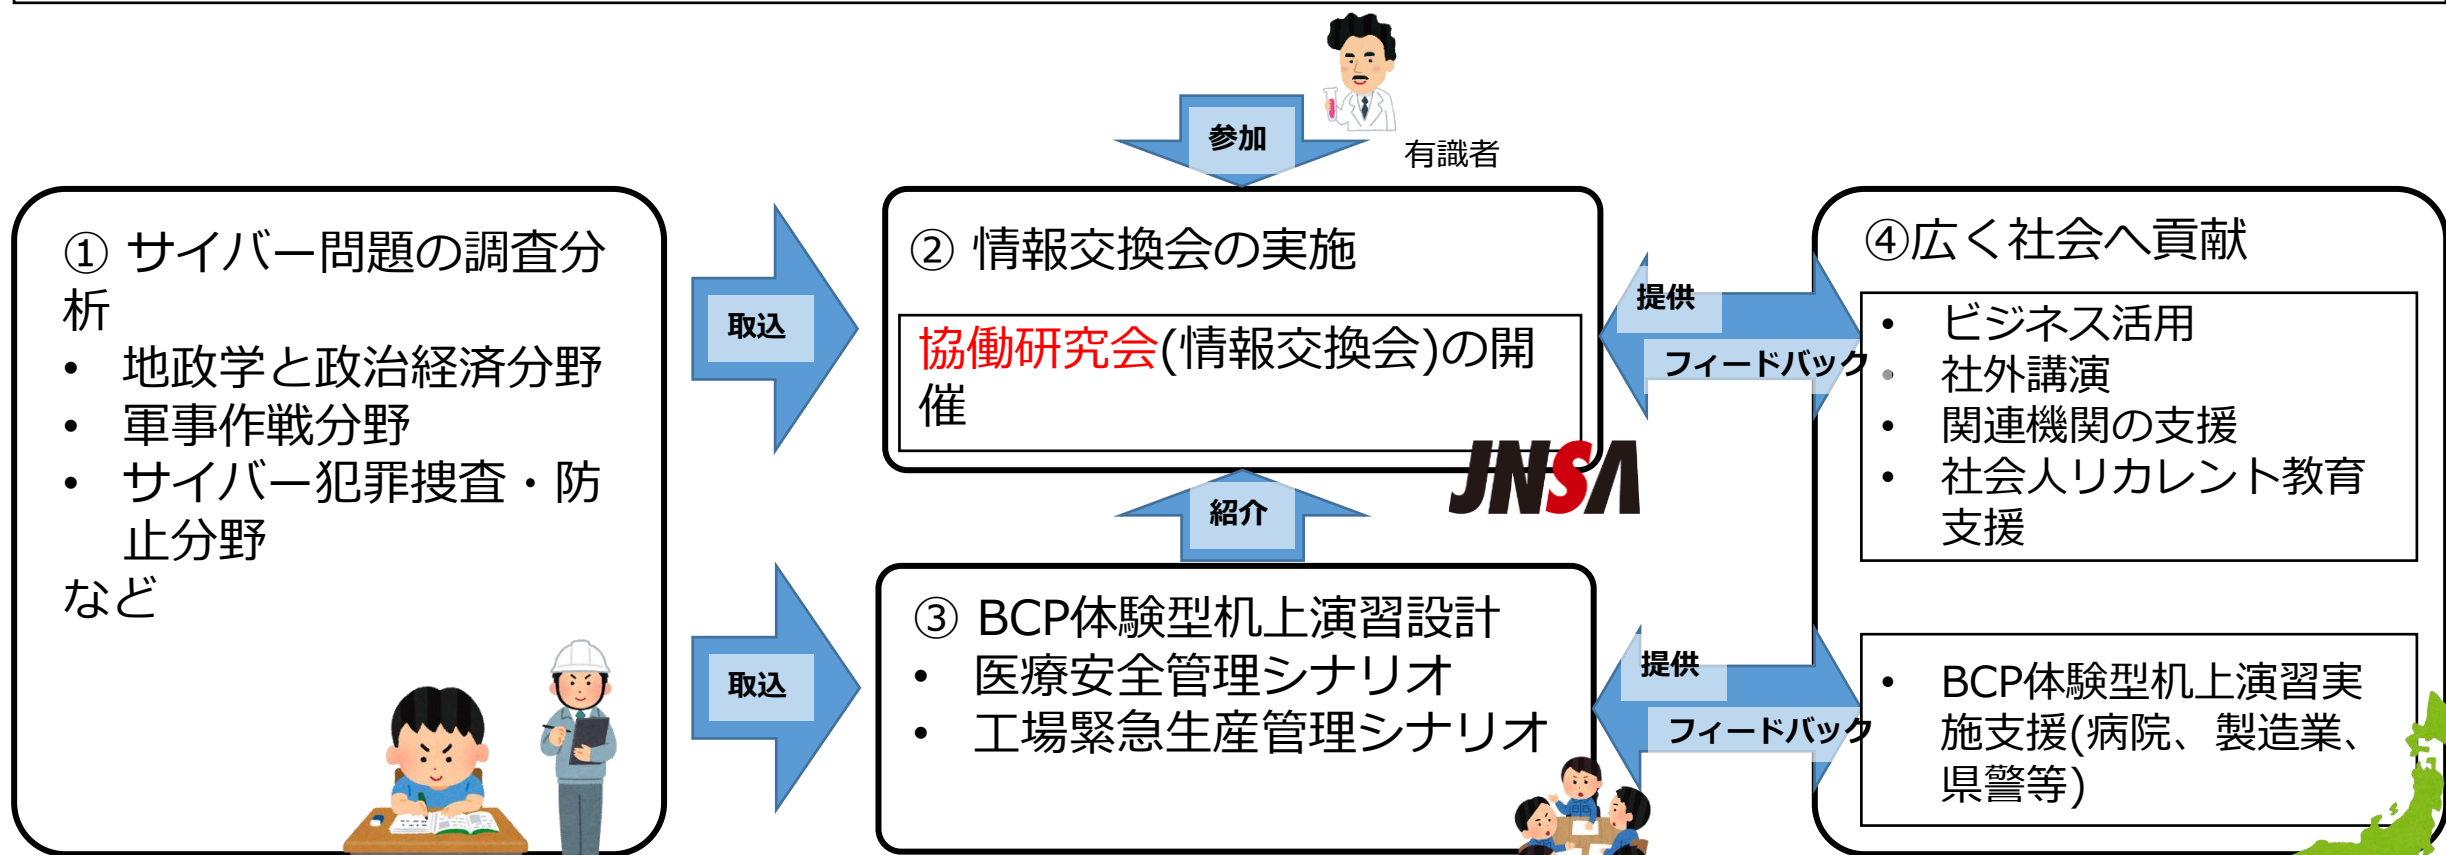 参加
有識者
① サイバー問題の調査分
析
• 地政学と政治経済分野
• 軍事作戦分野
• サイバー犯罪捜査・防
止分野
など
取込
取込
② 情報交換会の実施
協働研究会(情報交換会)の開
催
JNSA
紹介
③ BCP体験型机上演習設計
• 医療安全管理シナリオ
• 工場緊急生産管理シナリオ
提供
フィードバック
提供
フィードバック
④広く社会へ貢献
• ビジネス活用
• 社外講演
• 関連機関の支援
• 社会人リカレント教育
支援
• BCP体験型机上演習実
施支援(病院、製造業、
県警等)